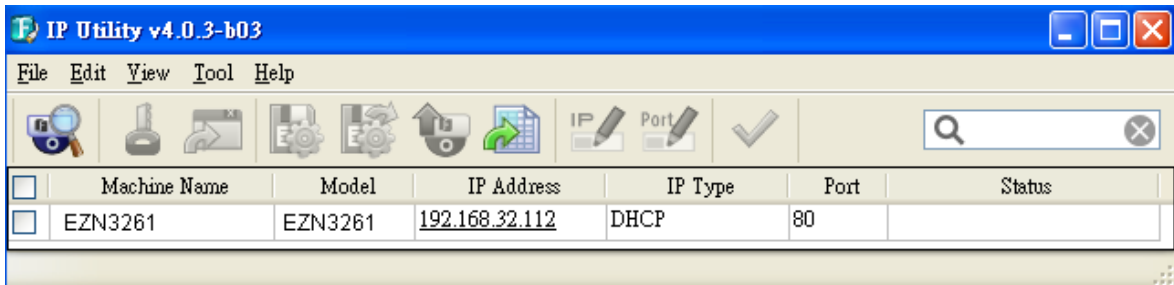 IP Utility v4.0.3-b03
File Edit View Tool Help
IP Port
Machine Name Model IP Address IP Type Port Status
EZN3261 EZN3261 192.168.32.112 DHCP 80